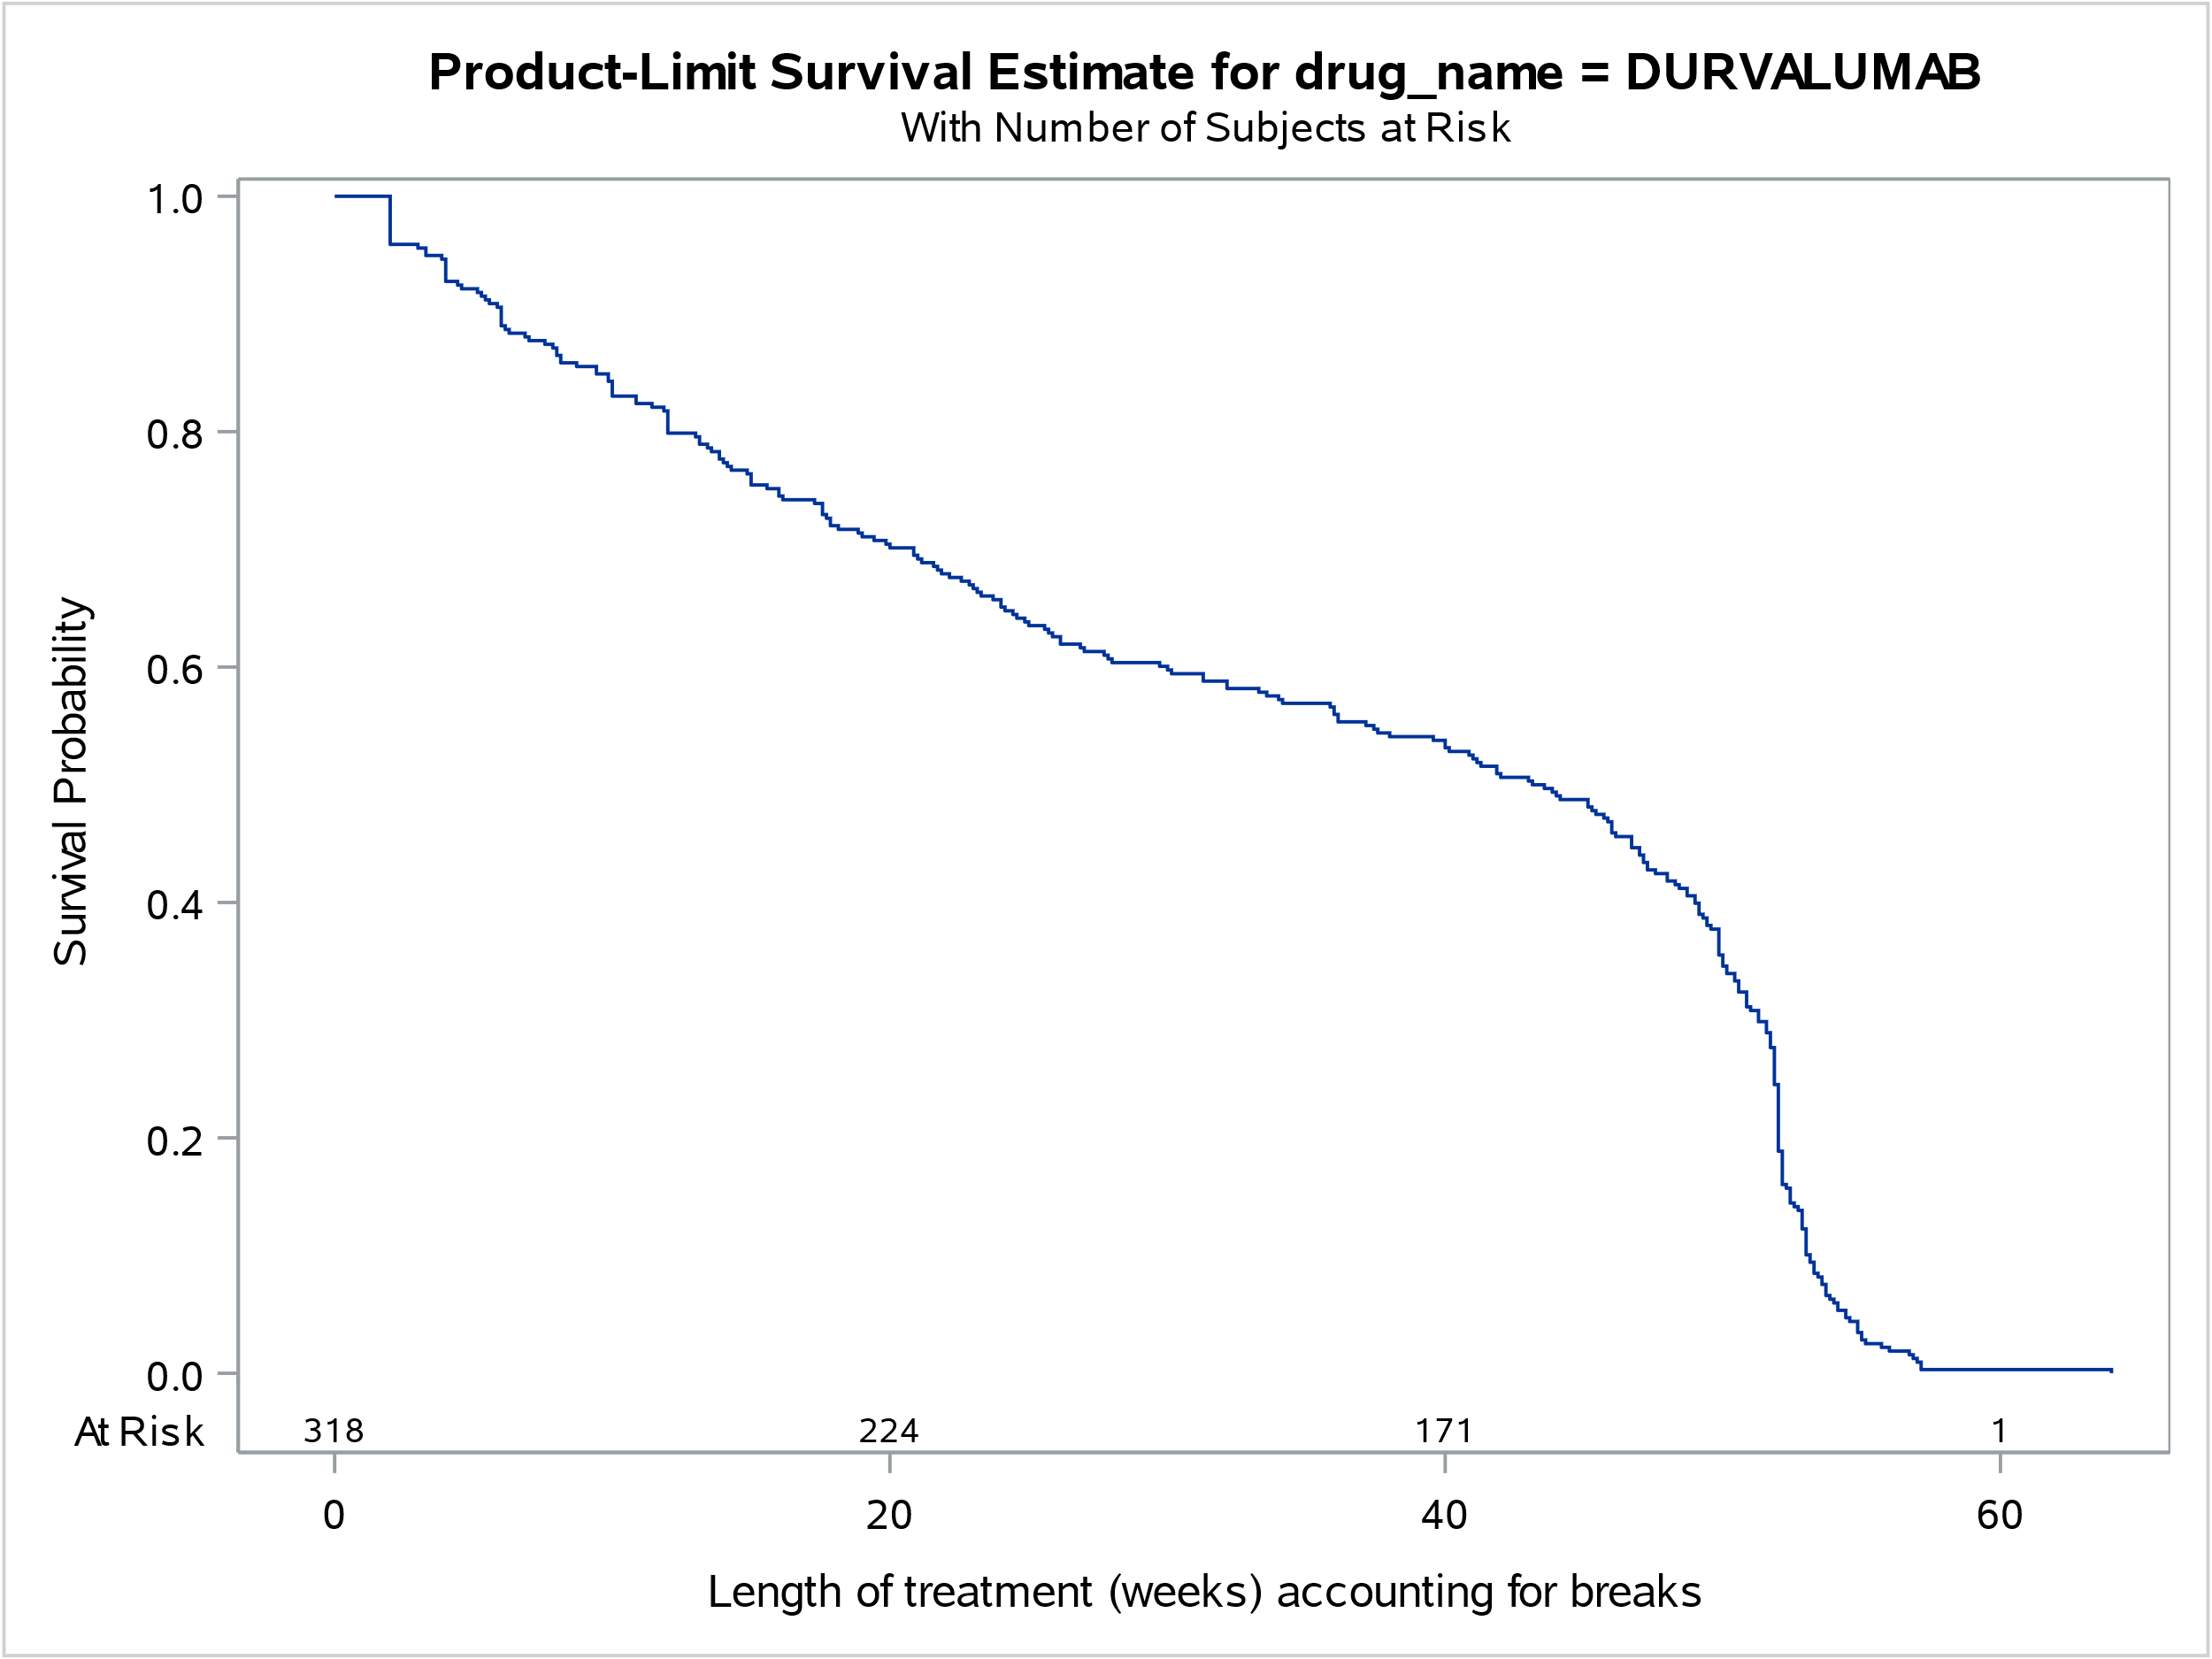 Product-Limit Survival Estimate for drug_name = DURVALUMAB
With Number of Subjects at Risk
1.0
0.8
0.6
0.4
0.2
0.0
Survival Probability
At Risk 318 224 171 1
0 20 40 60
Length of treatment (weeks) accounting for breaks